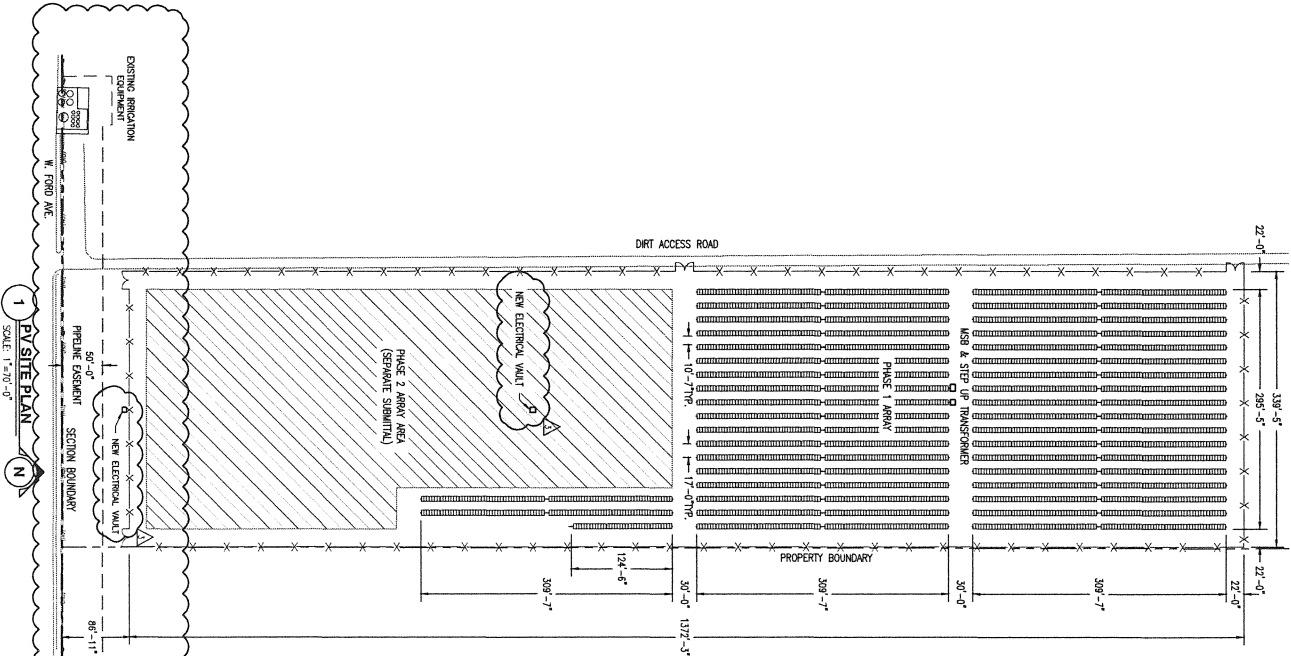 EXISTING IRRIGATION
EQUIPMENT
W. FORD AVE.
1
PV SITE PLAN
SCALE: 1"=70'-0"
N
PIPELINE EASEMENT
50'-0"
SECTION BOUNDARY
NEW ELECTRICAL VAULT
86'-11"
DIRT ACCESS ROAD
NEW ELECTRICAL VAULT
PHASE 2 ARRAY AREA
(SEPARATE SUBMITTAL)
10'-7"TYP.
17'-0"TYP.
PHASE 1 ARRAY
MSB & STEP UP TRANSFORMER
PROPERTY BOUNDARY
22'-0"
339'-5"
295'-5"
22'-0"
22'-0"
309'-7"
30'-0"
309'-7"
30'-0"
124'-6"
309'-7"
1372'-3"